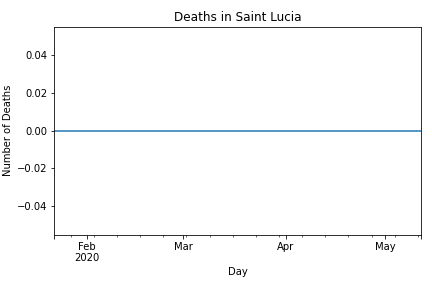 Deaths in Saint Lucia
Number of Deaths
0.04
0.02
0.00
−0.02
−0.04
Feb
2020
Mar
Apr
May
Day